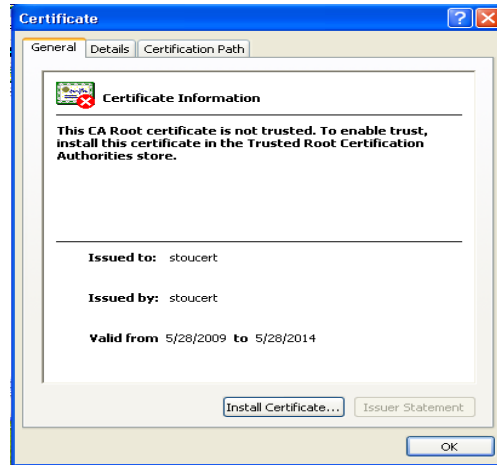 Certificate
General Details Certification Path
Certificate Information
This CA Root certificate is not trusted. To enable trust,
install this certificate in the Trusted Root Certification
Authorities store.
Issued to: stoucert
Issued by: stoucert
Valid from 5/28/2009 to 5/28/2014
Install Certificate... Issuer Statement
OK